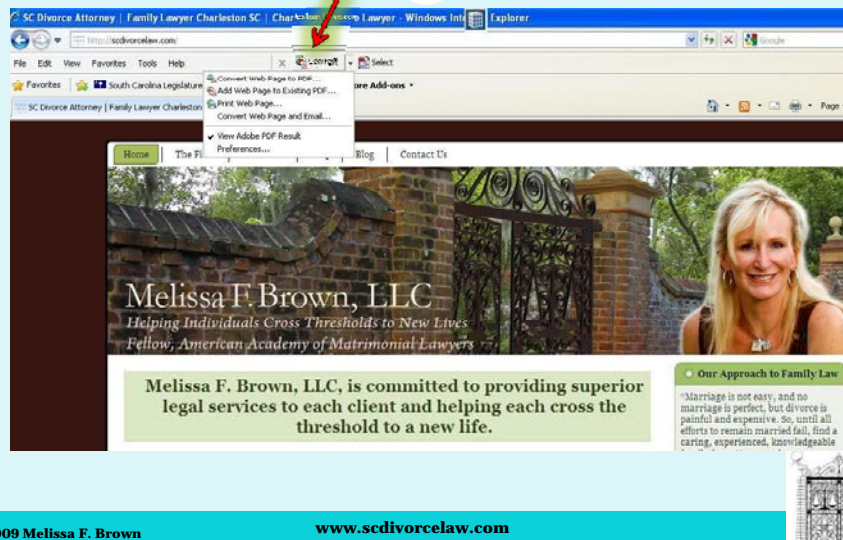 SC Divorce Attorney | Family Lawyer Charleston SC | Lawyer - Windows Explorer
http://scdivorcelaw.com/
Google
File Edit View Favorites Tools Help
x Convert Select
Favorites South Carolina Legislature ore Add-ons
SC Divorce Attorney | Family Lawyer Charleston
Page
Convert Web Page to PDF...
Add Web Page to Existing PDF...
Print Web Page...
Convert Web Page and Email...
View Adobe PDF Result
Preferences...
Home The Blog Contact Us
Melissa F. Brown, LLC
Helping Individuals Cross Thresholds to New Lives
Fellow, American Academy of Matrimonial Lawyers
Melissa F. Brown, LLC, is committed to providing superior
legal services to each client and helping each cross the
threshold to a new life.
Our Approach to Family Law
"Marriage is not easy, and no
marriage is perfect, but divorce is
painful and expensive. So, until all
efforts to remain married fail, find a
caring, experienced, knowledgeable
009 Melissa F. Brown
www.scdivorcelaw.com